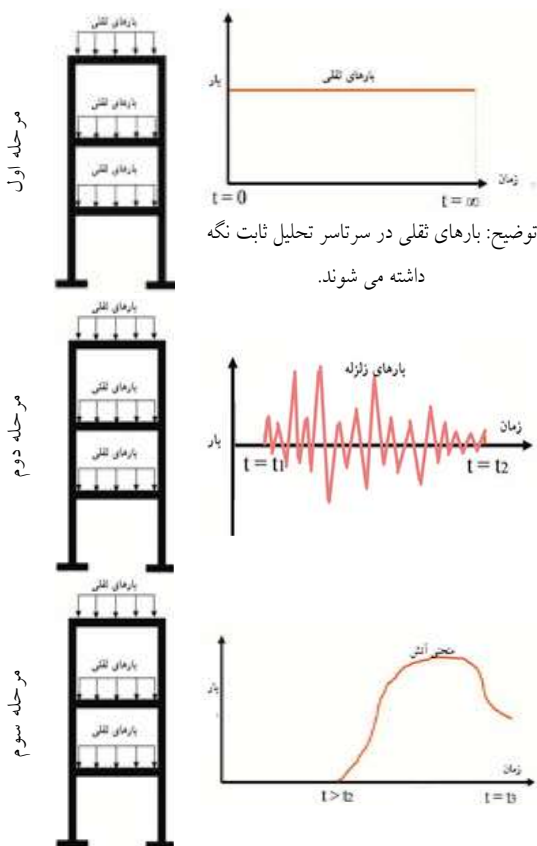 مرحله اول
بارهای ثقلی
بارهای ثقلی
بارهای ثقلی
بار
بارهای ثقلی
زمان
t = 0
t = ∞
توضیح: بارهای ثقلی در سرتاسر تحلیل ثابت نگه
داشته می شوند.
مرحله دوم
بارهای ثقلی
بارهای ثقلی
بارهای ثقلی
بارهای زلزله
بار
زمان
t = t1
t = t2
مرحله سوم
بارهای ثقلی
بارهای ثقلی
بارهای ثقلی
بار
منحنی آتش
زمان
t > t2
t = t3